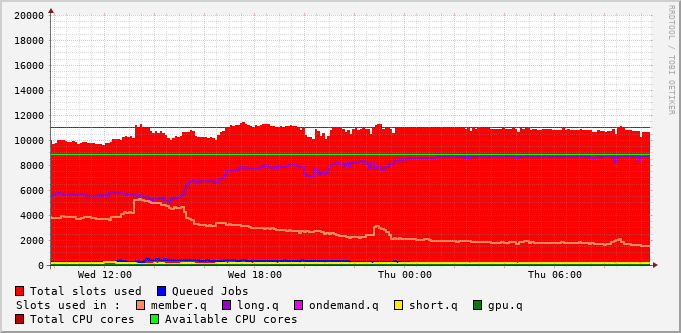 20000
18000
16000
14000
12000
10000
8000
6000
4000
2000
0
Wed 12:00 Wed 18:00 Thu 00:00 Thu 06:00
RRDTOOL / TOBI OETIKER
Total slots used Queued Jobs
Slots used in : member.q long.q ondemand.q short.q gpu.q
Total CPU cores Available CPU cores